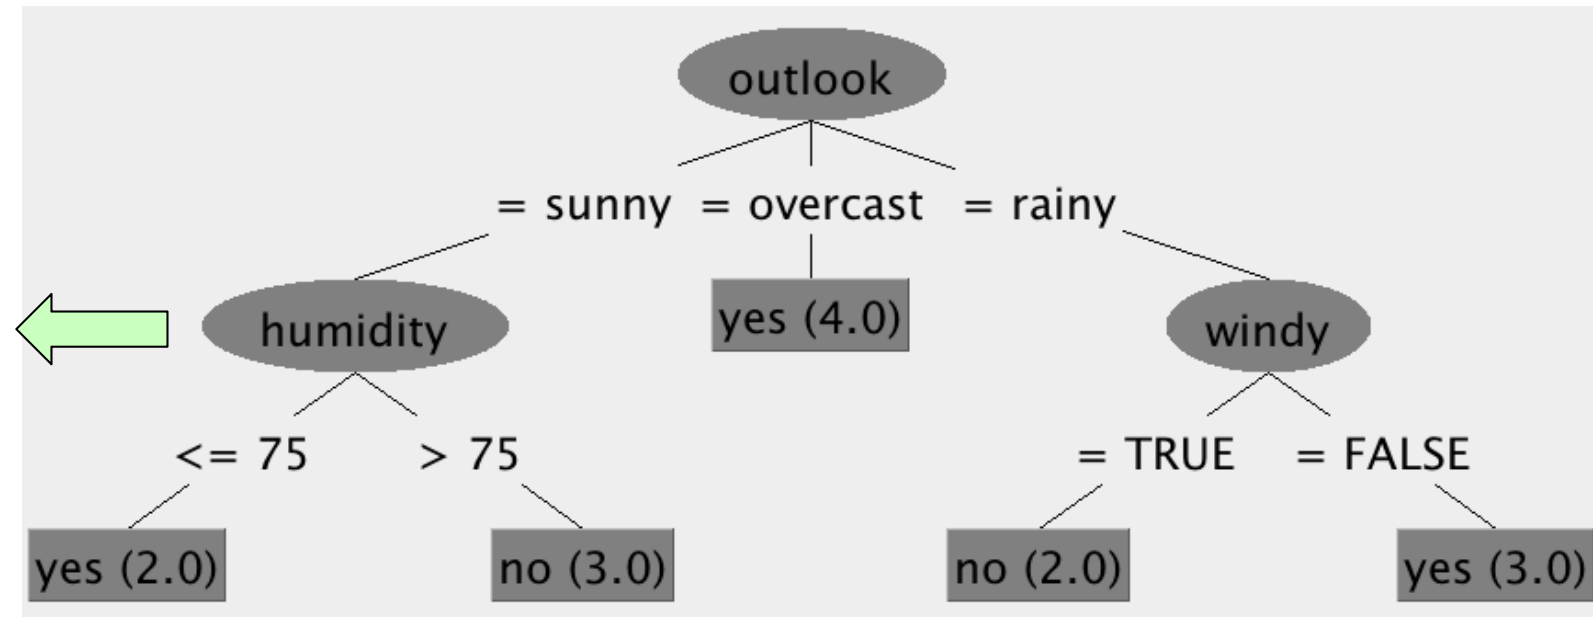 outlook
= sunny = overcast = rainy
humidity
yes (4.0)
windy
<= 75 > 75
= TRUE = FALSE
yes (2.0)
no (3.0)
no (2.0)
yes (3.0)